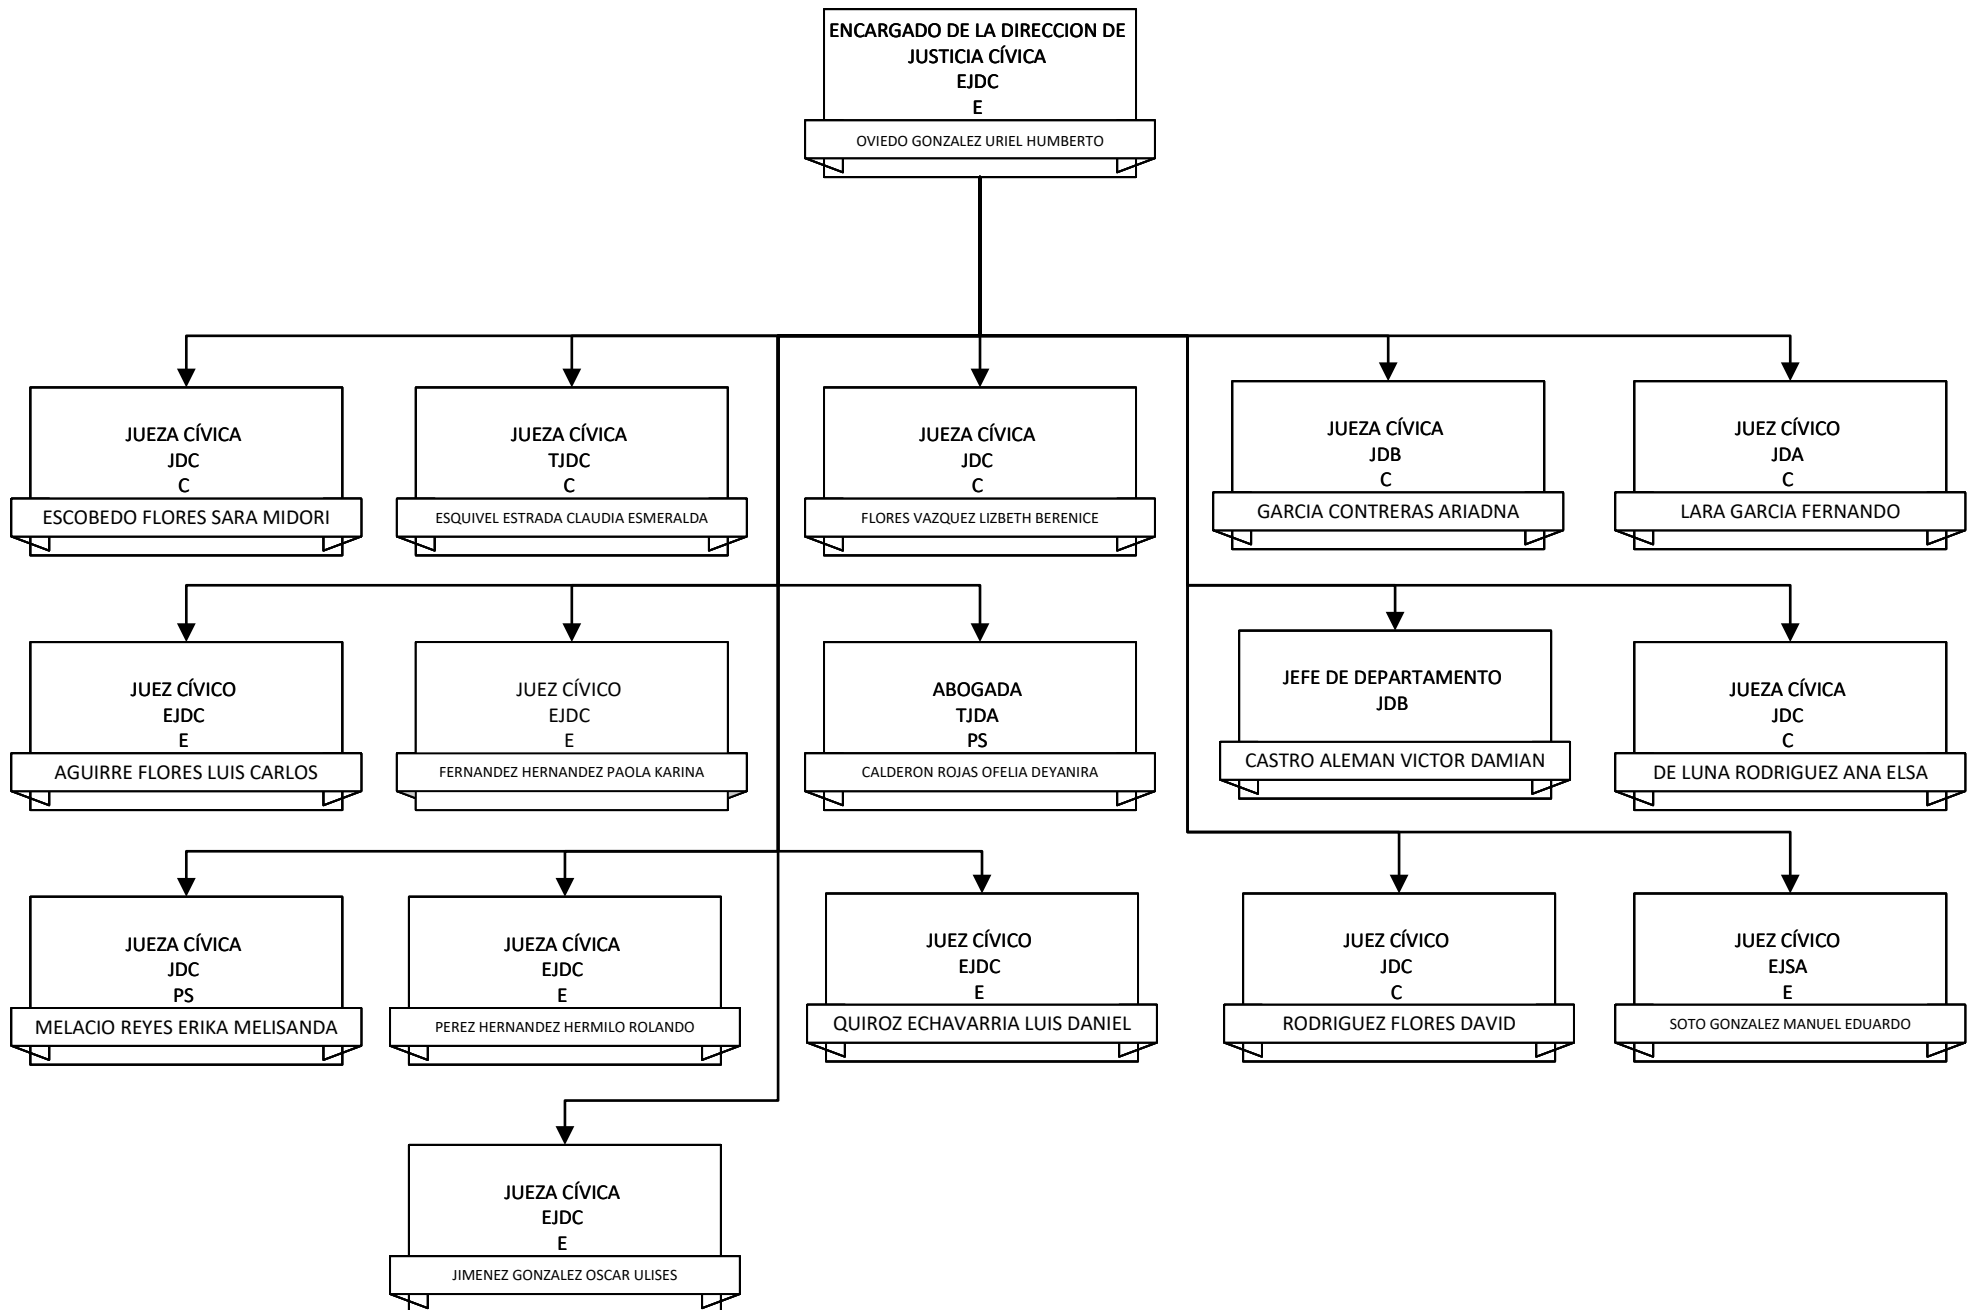 ENCARGADO DE LA DIRECCION DE
JUSTICIA CÍVICA
EJDC
E
OVIEDO GONZALEZ URIEL HUMBERTO
JUEZA CÍVICA
JDC
C
ESCOBEDO FLORES SARA MIDORI
JUEZA CÍVICA
TJDC
C
ESQUIVEL ESTRADA CLAUDIA ESMERALDA
JUEZA CÍVICA
JDC
C
FLORES VAZQUEZ LIZBETH BERENICE
JUEZA CÍVICA
JDB
C
GARCIA CONTRERAS ARIADNA
JUEZ CÍVICO
JDA
C
LARA GARCIA FERNANDO
JUEZ CÍVICO
EJDC
E
AGUIRRE FLORES LUIS CARLOS
JUEZ CÍVICO
EJDC
E
FERNANDEZ HERNANDEZ PAOLA KARINA
ABOGADA
TJDA
PS
CALDERON ROJAS OFELIA DEYANIRA
JEFE DE DEPARTAMENTO
JDB
CASTRO ALEMAN VICTOR DAMIAN
JUEZA CÍVICA
JDC
C
DE LUNA RODRIGUEZ ANA ELSA
JUEZA CÍVICA
JDC
PS
MELACIO REYES ERIKA MELISANDA
JUEZA CÍVICA
EJDC
E
PEREZ HERNANDEZ HERMILO ROLANDO
JUEZ CÍVICO
EJDC
E
QUIROZ ECHAVARRIA LUIS DANIEL
JUEZ CÍVICO
JDC
C
RODRIGUEZ FLORES DAVID
JUEZ CÍVICO
EJSA
E
SOTO GONZALEZ MANUEL EDUARDO
JUEZA CÍVICA
EJDC
E
JIMENEZ GONZALEZ OSCAR ULISES